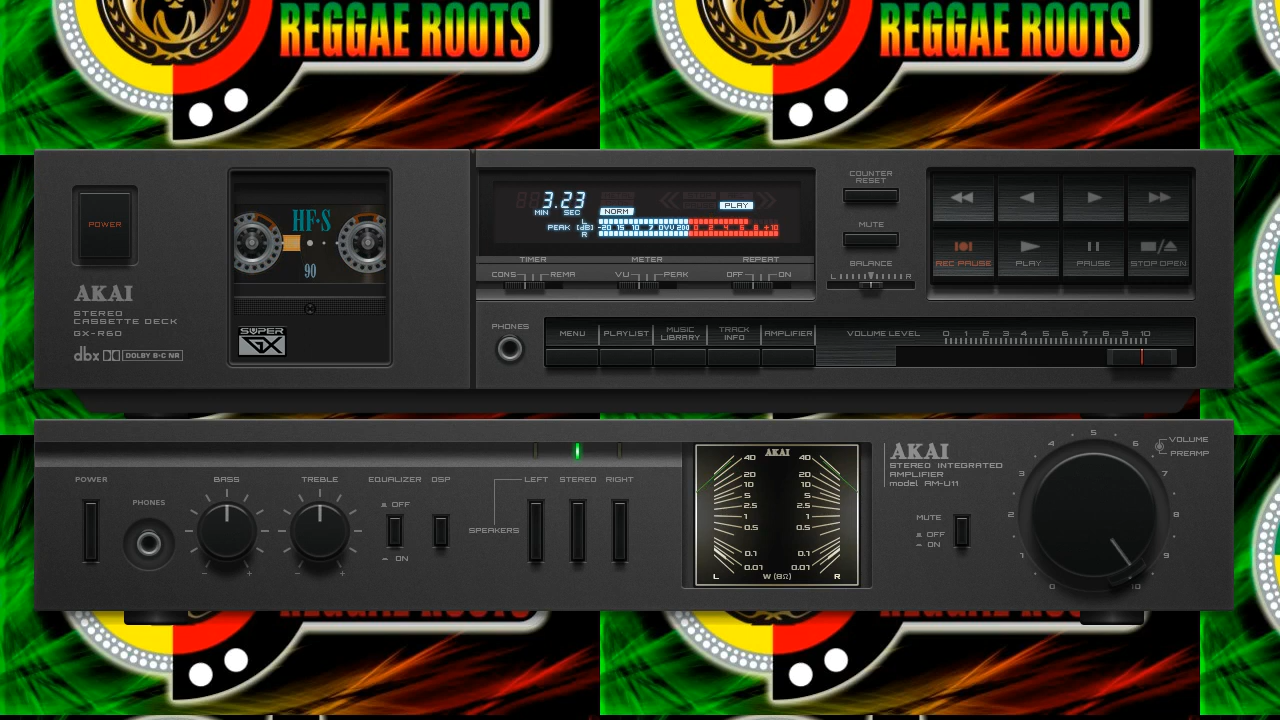 REGGAE ROOTS
REGGAE ROOTS
POWER
AKAI
STEREO
CASSETTE DECK
GX-R60
dbx DOLBY B-C NR
HF-S
90
SUPER
GX
3.23
MIN SEC
NORM
PLAY
L
PEAK (dB) -20 15 10 7 0VU 200 0 2 4 6 8 +10
R
TIMER METER REPEAT
CONS REMA VU PEAK OFF ON
COUNTER
RESET
MUTE
BALANCE
L R
REC PAUSE PLAY PAUSE STOP OPEN
PHONES
MENU PLAYLIST MUSIC LIBRARY TRACK INFO AMPLIFIER
VOLUME LEVEL 0 1 2 3 4 5 6 7 8 9 10
POWER
PHONES
BASS
- +
TREBLE
- +
EQUALIZER DSP
OFF
ON
LEFT STEREO RIGHT
SPEAKERS
AKAI
40 40
20 20
10 10
5 5
2.5 2.5
1 1
0.5 0.5
0.1 0.1
0.01 0.01
L W (8Ω) R
AKAI
STEREO INTEGRATED
AMPLIFIER
model AM-U11
MUTE
OFF
ON
0 1 2 3 4 5 6 7 8 9 10
VOLUME
PREAMP